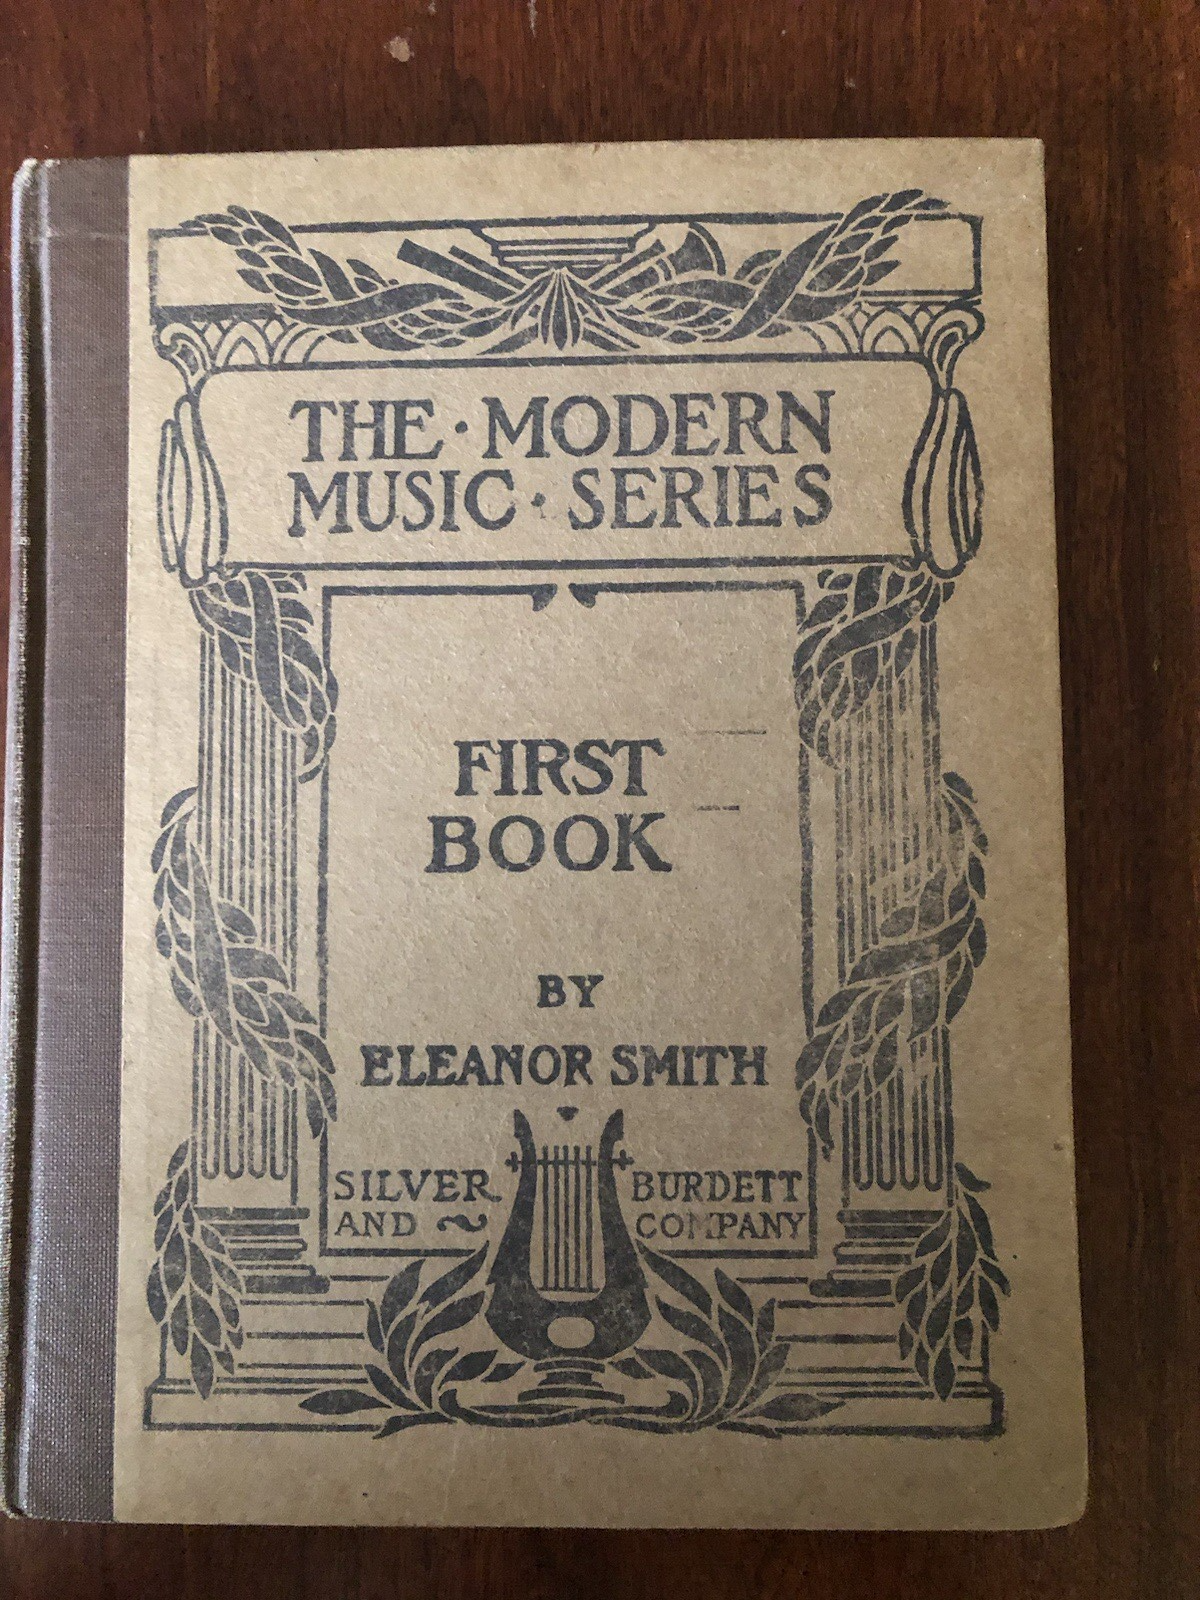 THE · MODERN
MUSIC · SERIES
FIRST
BOOK
BY
ELEANOR SMITH
SILVER BURDETT
AND COMPANY